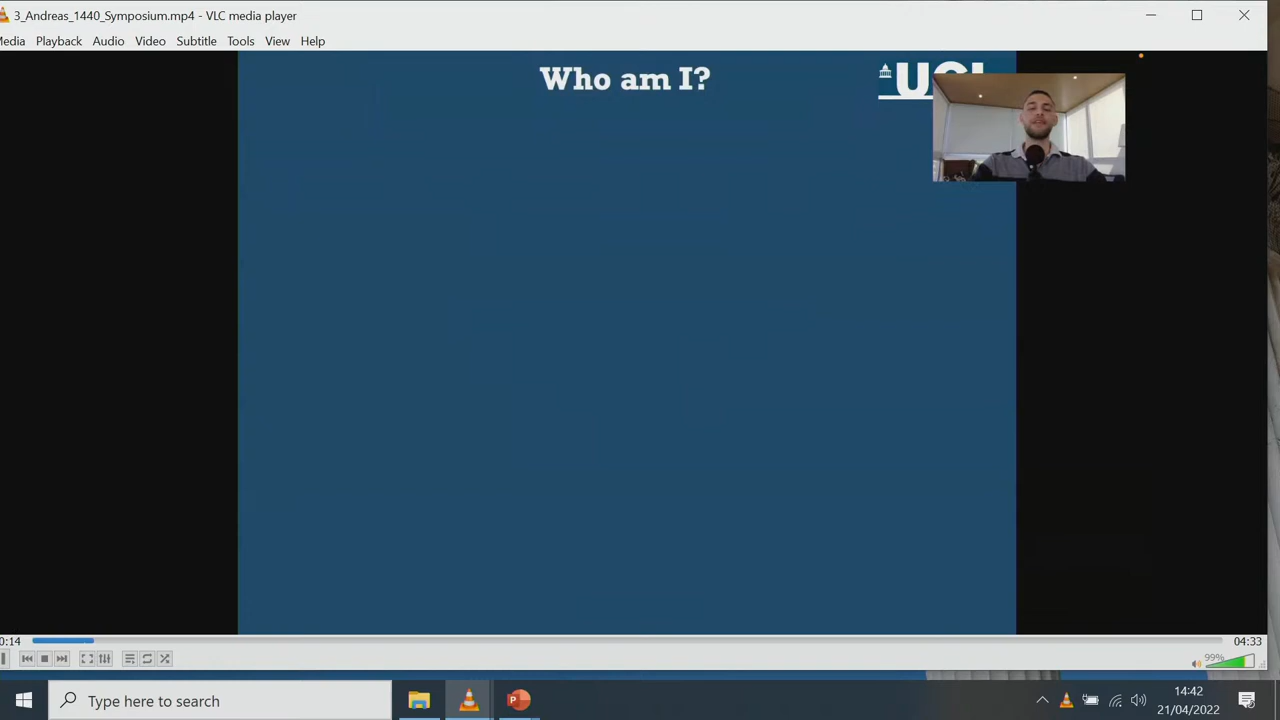 3_Andreas_1440_Symposium.mp4 - VLC media player
Playback Audio Video Subtitle Tools View Help
Who am I?
0:14
04:33
99%
Type here to search
14:42
21/04/2022